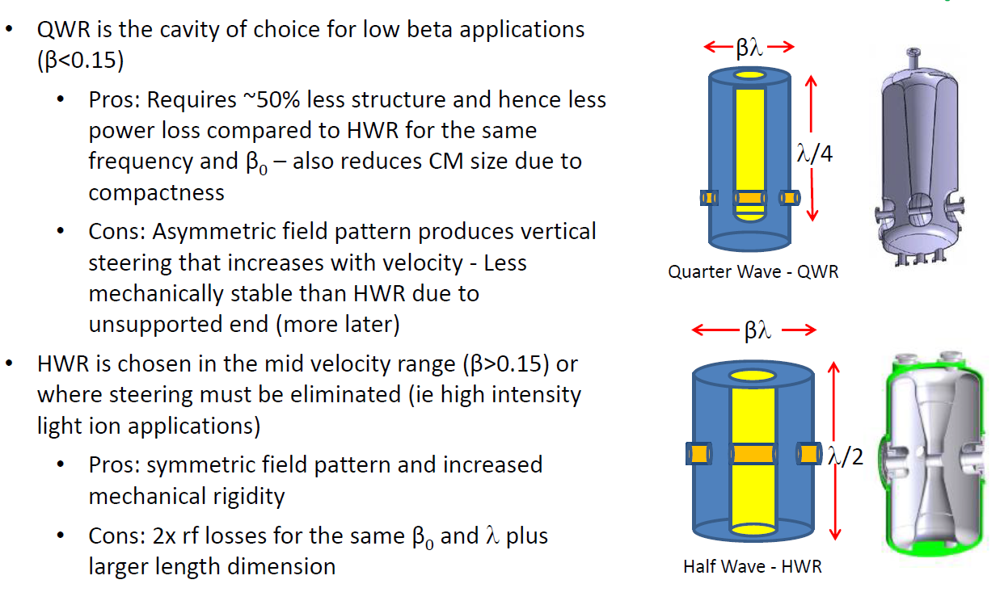 • QWR is the cavity of choice for low beta applications
(β<0.15)
• Pros: Requires ~50% less structure and hence less
power loss compared to HWR for the same
frequency and β₀ – also reduces CM size due to
compactness
• Cons: Asymmetric field pattern produces vertical
steering that increases with velocity - Less
mechanically stable than HWR due to
unsupported end (more later)
• HWR is chosen in the mid velocity range (β>0.15) or
where steering must be eliminated (ie high intensity
light ion applications)
• Pros: symmetric field pattern and increased
mechanical rigidity
• Cons: 2x rf losses for the same β₀ and λ plus
larger length dimension
βλ
λ/4
Quarter Wave - QWR
βλ
λ/2
Half Wave - HWR